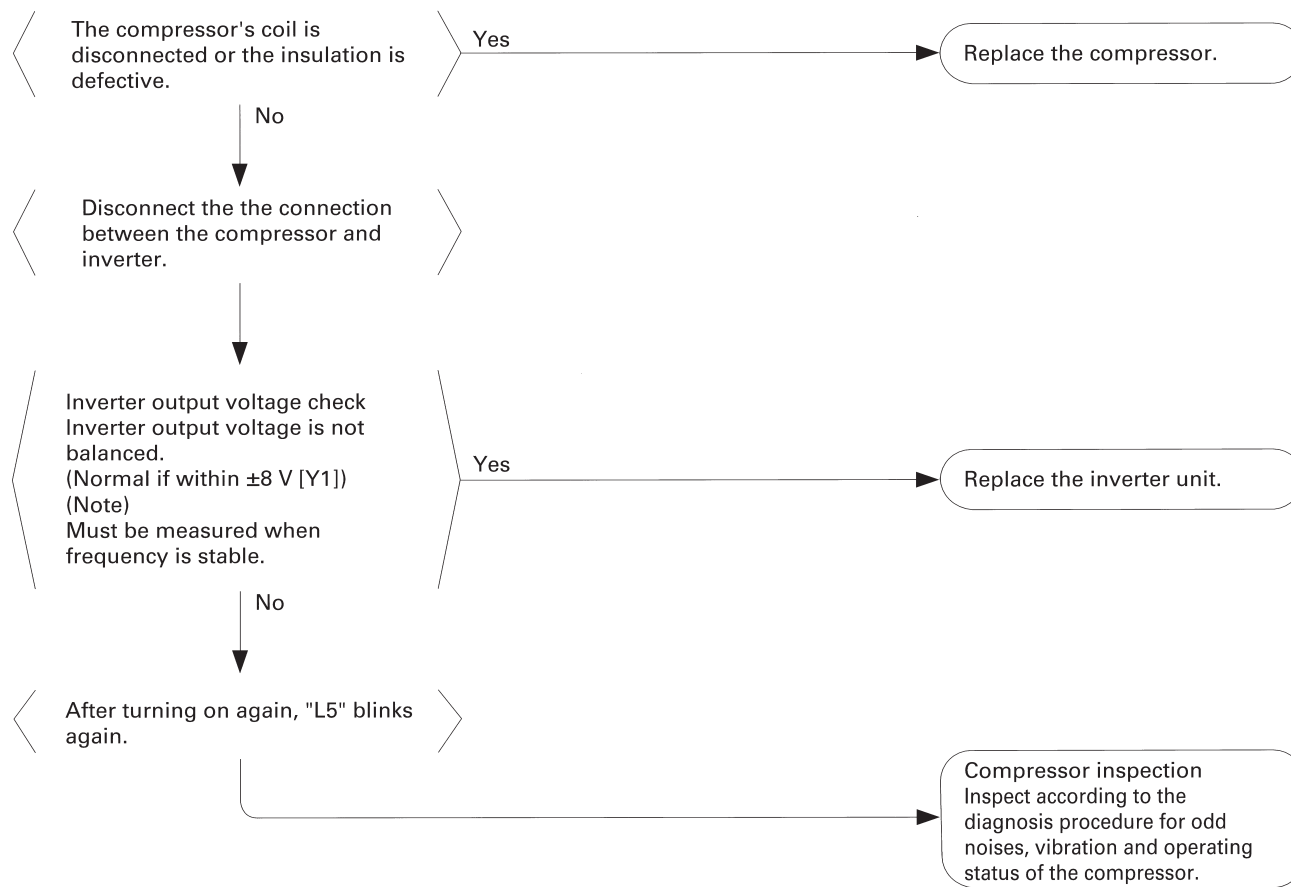 The compressor's coil is
disconnected or the insulation is
defective.
Yes
Replace the compressor.
No
Disconnect the the connection
between the compressor and
inverter.
Inverter output voltage check
Inverter output voltage is not
balanced.
(Normal if within ±8 V [Y1])
(Note)
Must be measured when
frequency is stable.
Yes
Replace the inverter unit.
No
After turning on again, "L5" blinks
again.
Compressor inspection
Inspect according to the
diagnosis procedure for odd
noises, vibration and operating
status of the compressor.